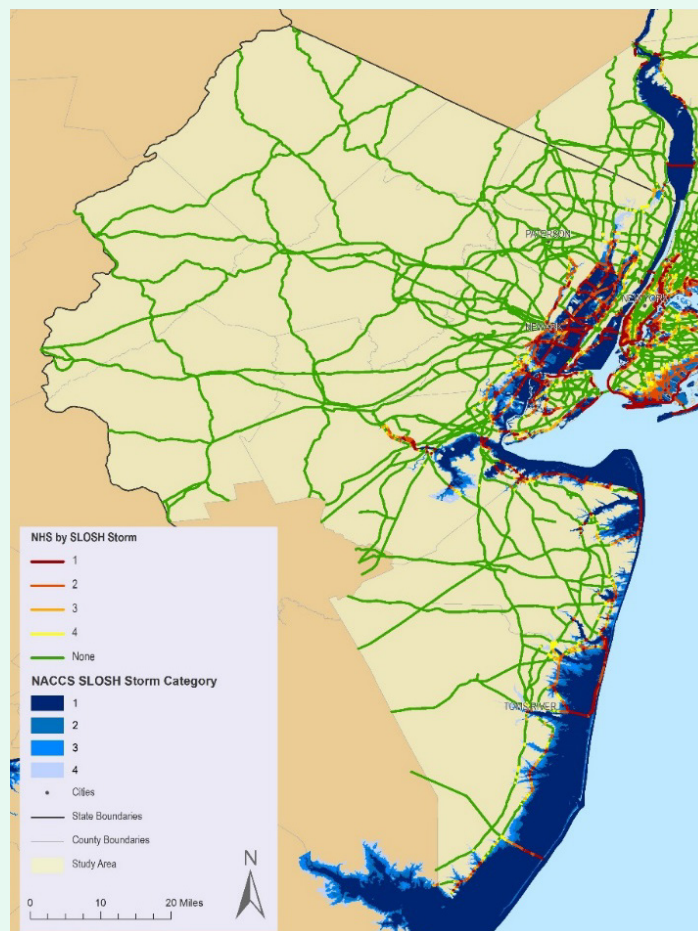 PATERSON
NEW YORK
NEWARK
TOMS RIVER
NHS by SLOSH Storm
1
2
3
4
None
NACCS SLOSH Storm Category
1
2
3
4
Cities
State Boundaries
County Boundaries
Study Area
N
0 10 20 Miles